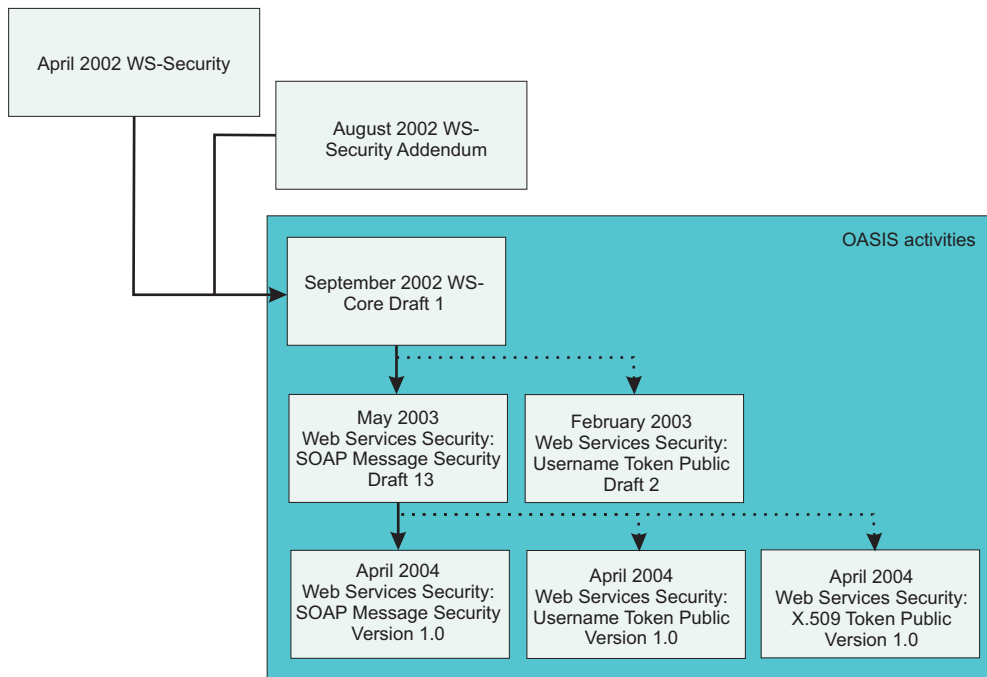 April 2002 WS-Security
August 2002 WS-
Security Addendum
OASIS activities
September 2002 WS-
Core Draft 1
May 2003
Web Services Security:
SOAP Message Security
Draft 13
February 2003
Web Services Security:
Username Token Public
Draft 2
April 2004
Web Services Security:
SOAP Message Security
Version 1.0
April 2004
Web Services Security:
Username Token Public
Version 1.0
April 2004
Web Services Security:
X.509 Token Public
Version 1.0